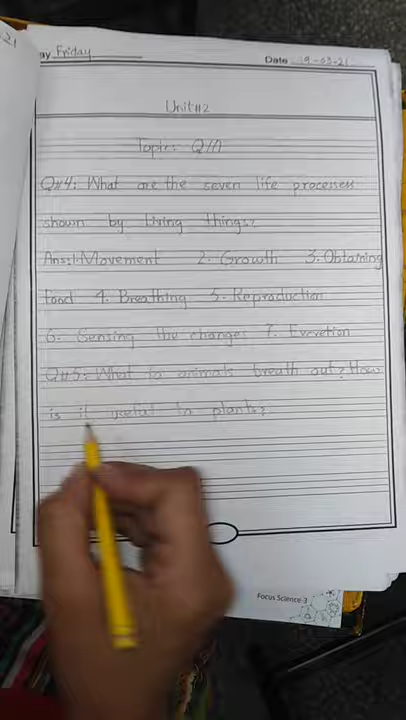 ay Friday
Date 19-03-21
Unit#2
Topic: Q/A
Q#4: What are the seven life processes
shown by living things?
Ans:1.Movement 2. Growth 3. Obtaining
food 4. Breathing 5. Reproduction
6. Sensing the changes 7. Excretion
Q#5: What do animals breath out? How
is it useful to plants?
Focus Science-3